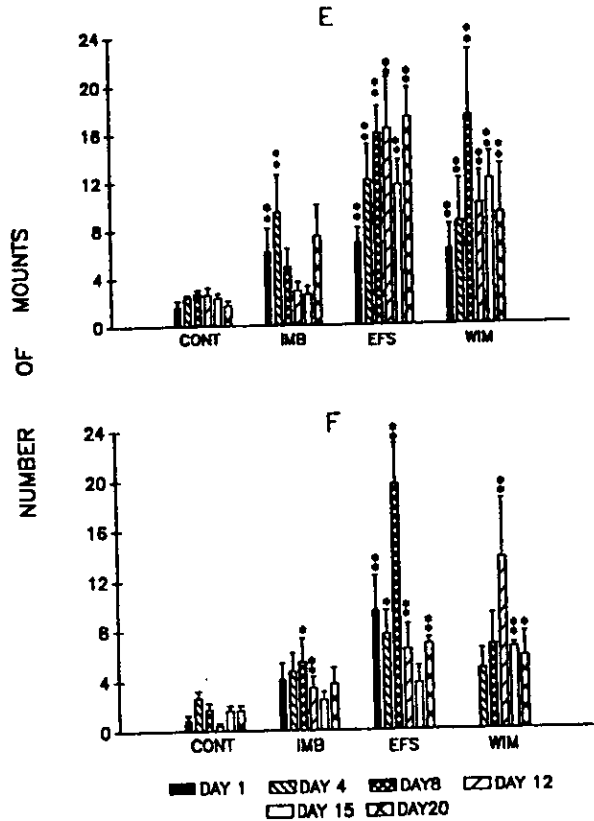 E
24
20
16
12
8
4
0
CONT IMB EFS WIM
NUMBER OF MOUNTS
F
24
20
16
12
8
4
0
CONT IMB EFS WIM
DAY 1 DAY 4 DAY8 DAY 12
DAY 15 DAY20